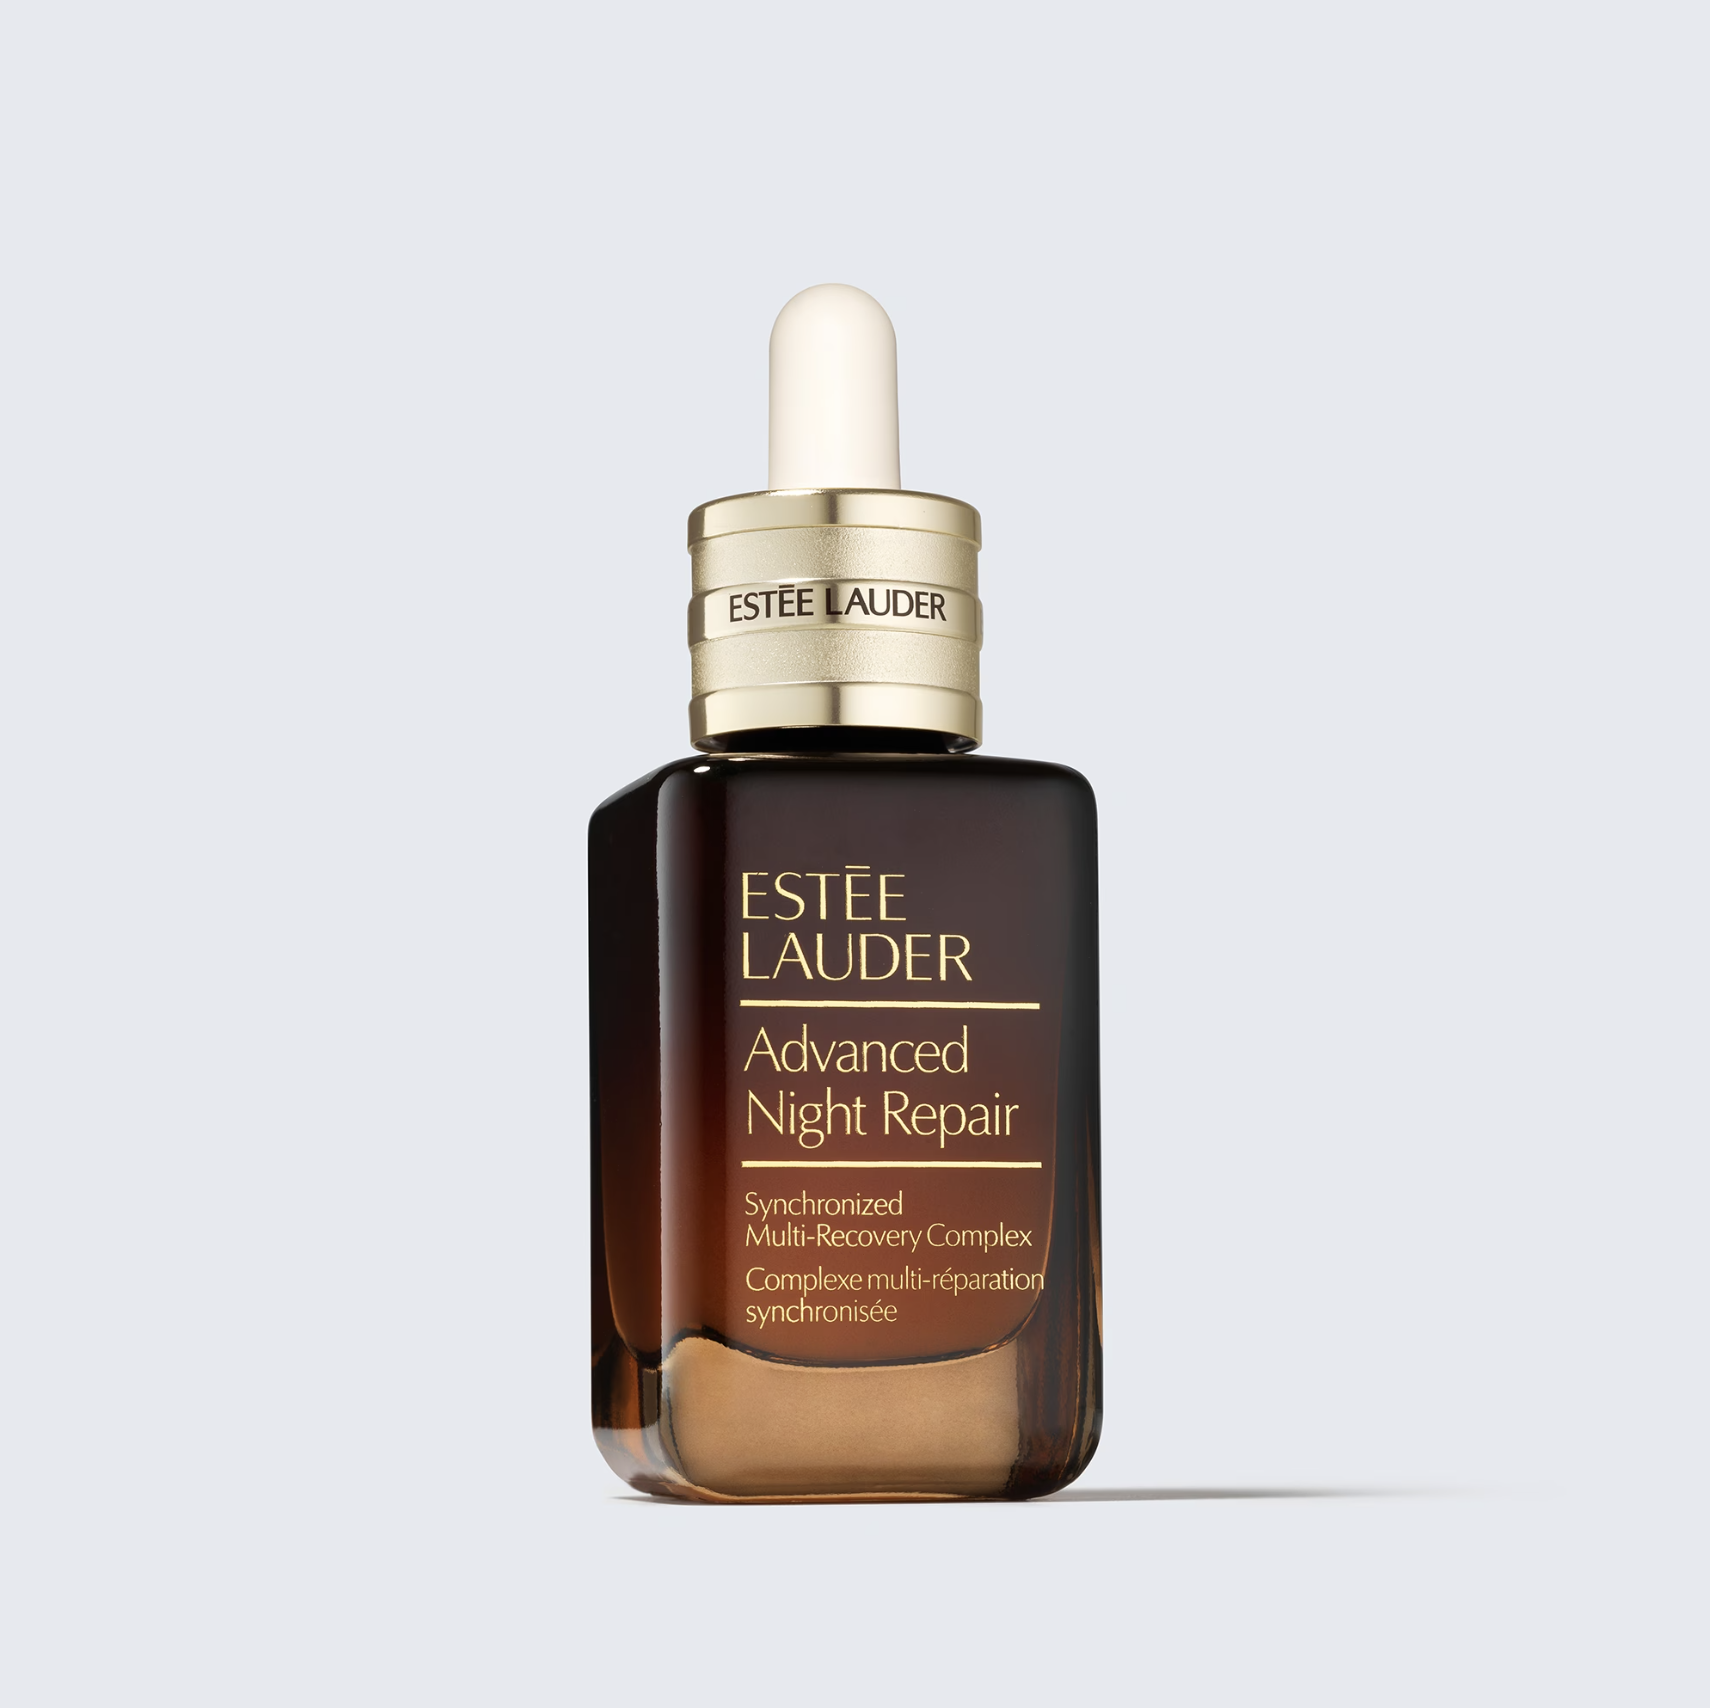 ESTĒE LAUDER
ESTĒE
LAUDER
Advanced
Night Repair
Synchronized
Multi-Recovery Complex
Complexe multi-réparation
synchronisée